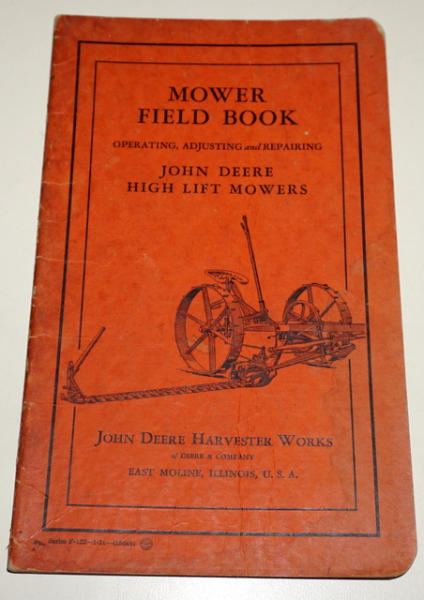 MOWER
FIELD BOOK
OPERATING, ADJUSTING and REPAIRING
JOHN DEERE
HIGH LIFT MOWERS
JOHN DEERE HARVESTER WORKS
of DEERE & COMPANY
EAST MOLINE, ILLINOIS, U. S. A.
Series